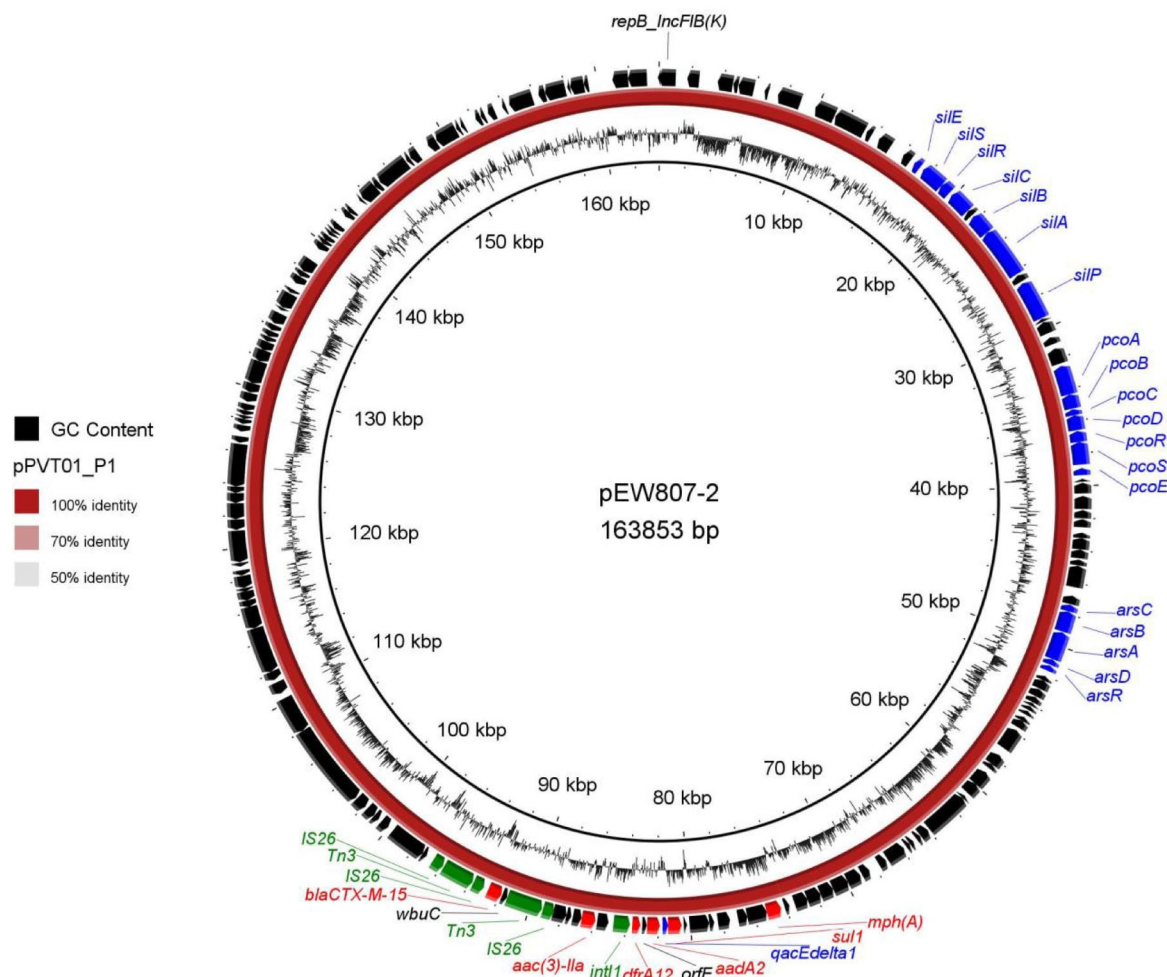 repB_IncFIB(K)
silE
silS
silR
silC
silB
silA
silP
pcoA
pcoB
pcoC
pcoD
pcoR
pcoS
pcoE
arsC
arsB
arsA
arsD
arsR
160 kbp
10 kbp
150 kbp
20 kbp
140 kbp
30 kbp
130 kbp
40 kbp
120 kbp
50 kbp
110 kbp
60 kbp
100 kbp
70 kbp
90 kbp
80 kbp
pEW807-2
163853 bp
GC Content
pPVT01_P1
100% identity
70% identity
50% identity
IS26
Tn3
IS26
blaCTX-M-15
wbuC
Tn3
IS26
aac(3)-IIa
intI1
dfrA12
orfF
aadA2
qacEdelta1
sul1
mph(A)